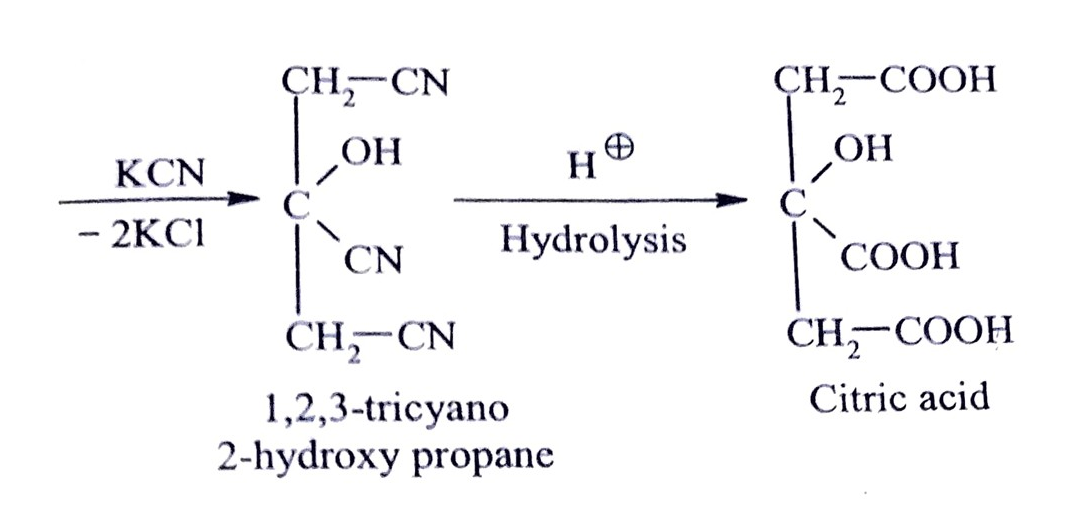 CH₂—CN
CH₂—COOH
OH
OH
KCN
H⊕
C
C
– 2KCl
Hydrolysis
CN
COOH
CH₂—CN
CH₂—COOH
1,2,3-tricyano
2-hydroxy propane
Citric acid